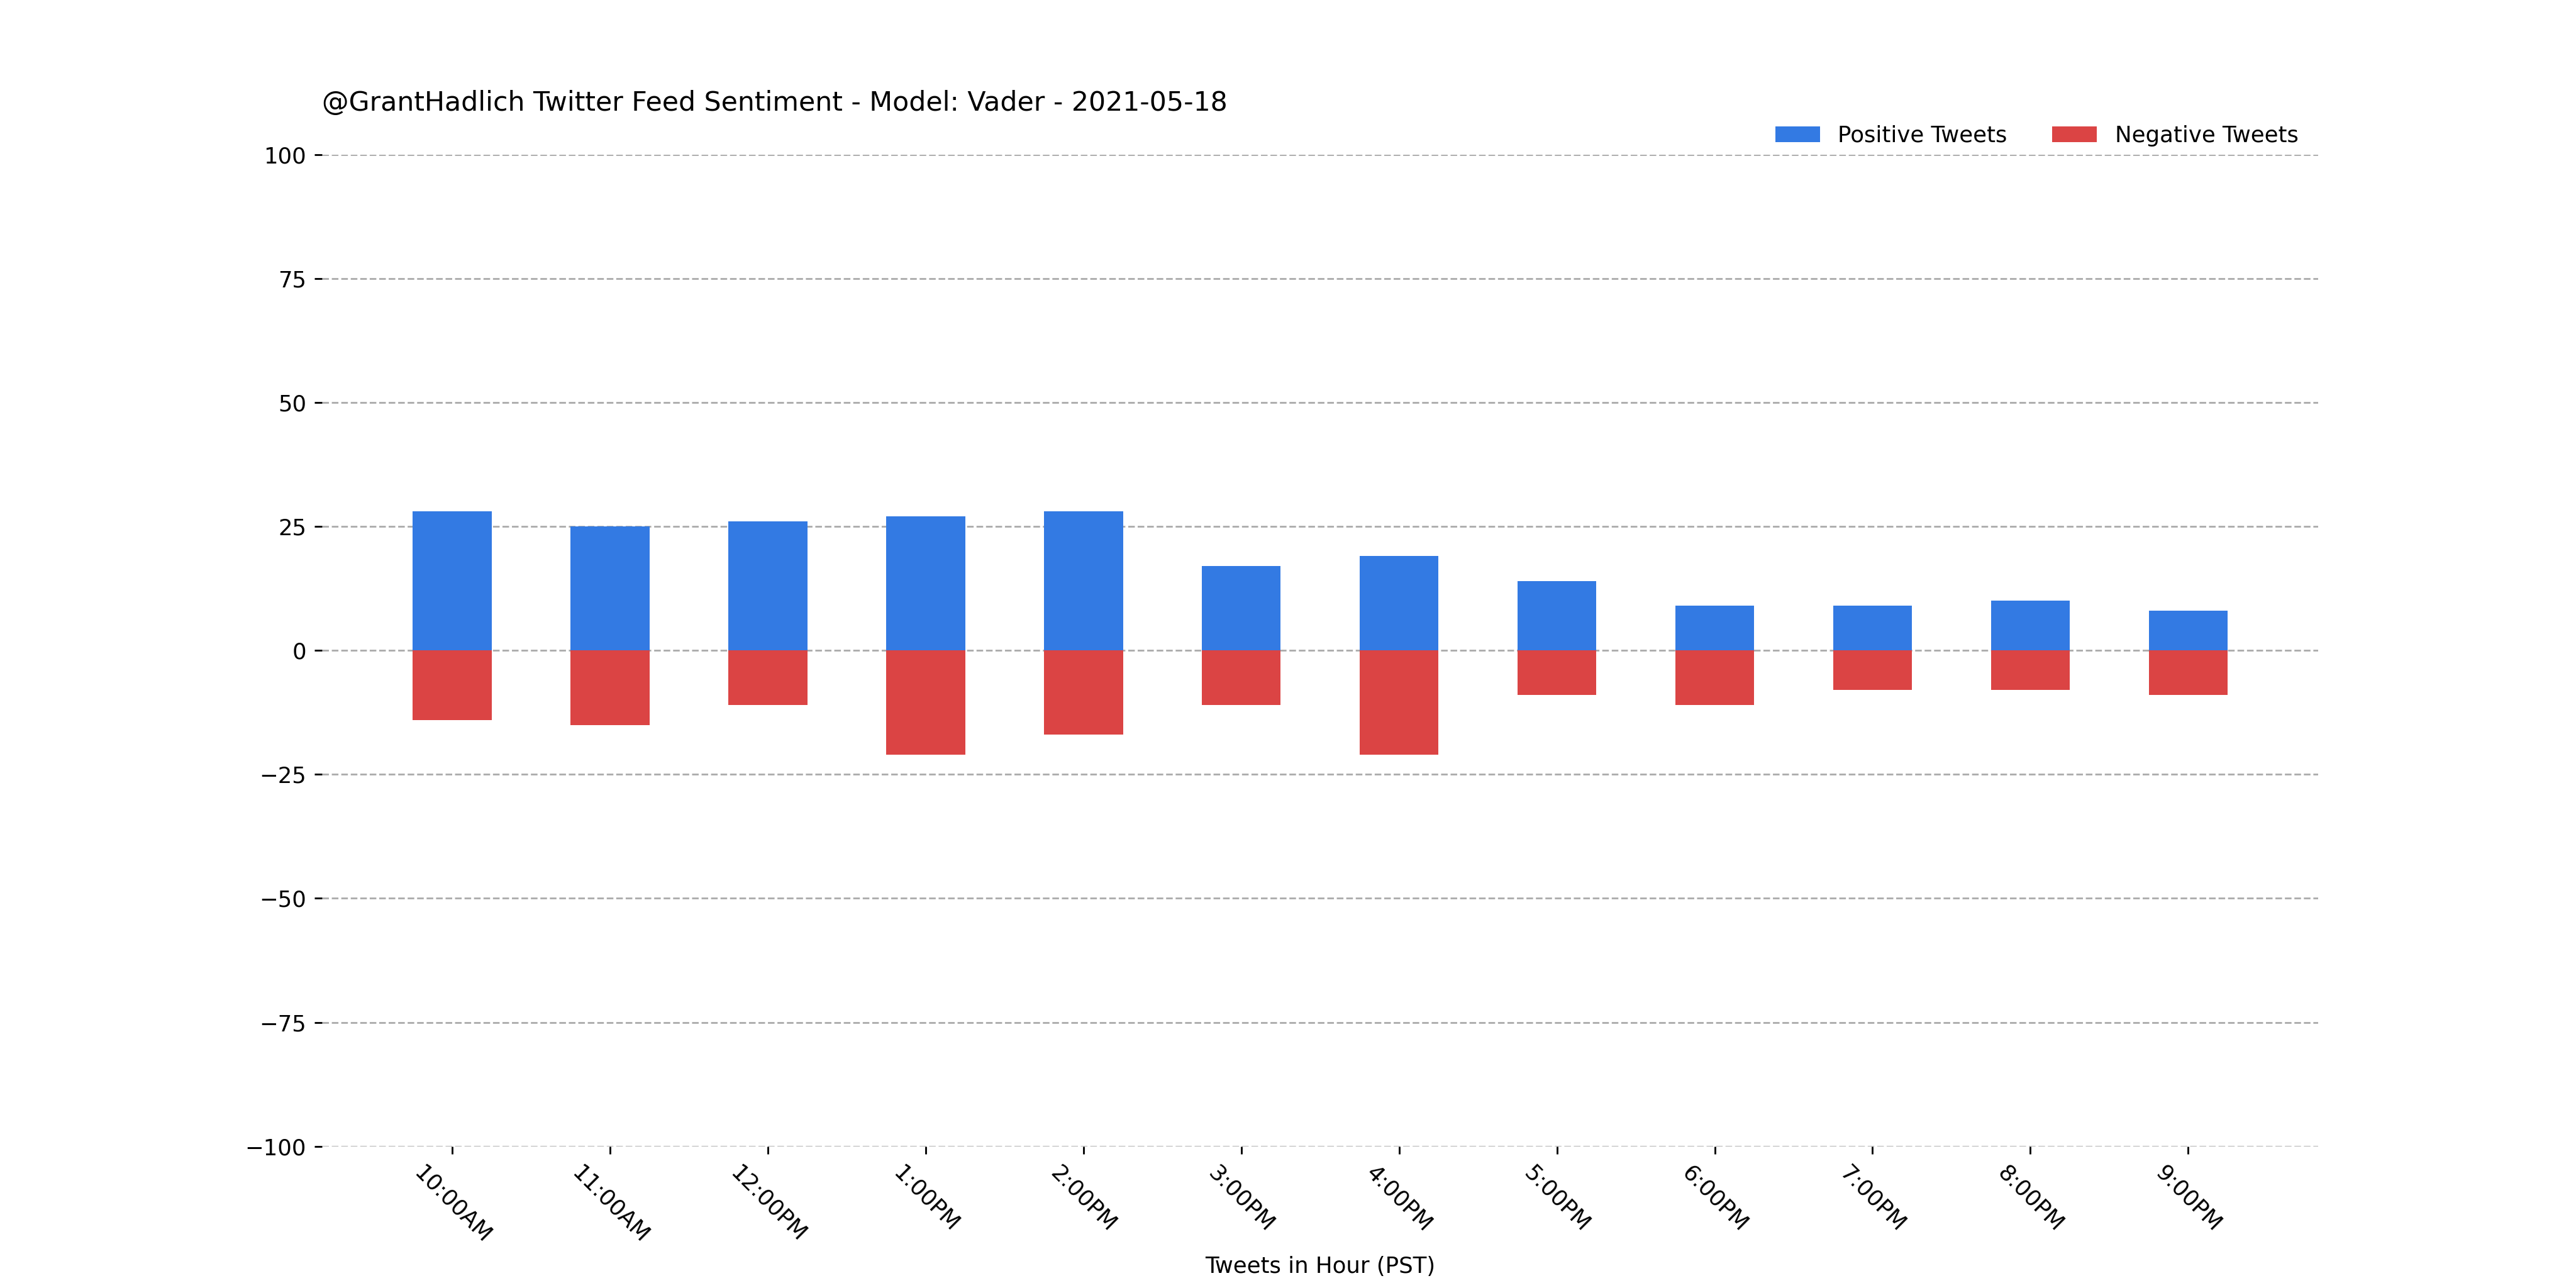 @GrantHadlich Twitter Feed Sentiment - Model: Vader - 2021-05-18
Positive Tweets
Negative Tweets
100
75
50
25
0
−25
−50
−75
−100
10:00AM
11:00AM
12:00PM
1:00PM
2:00PM
3:00PM
4:00PM
5:00PM
6:00PM
7:00PM
8:00PM
9:00PM
Tweets in Hour (PST)